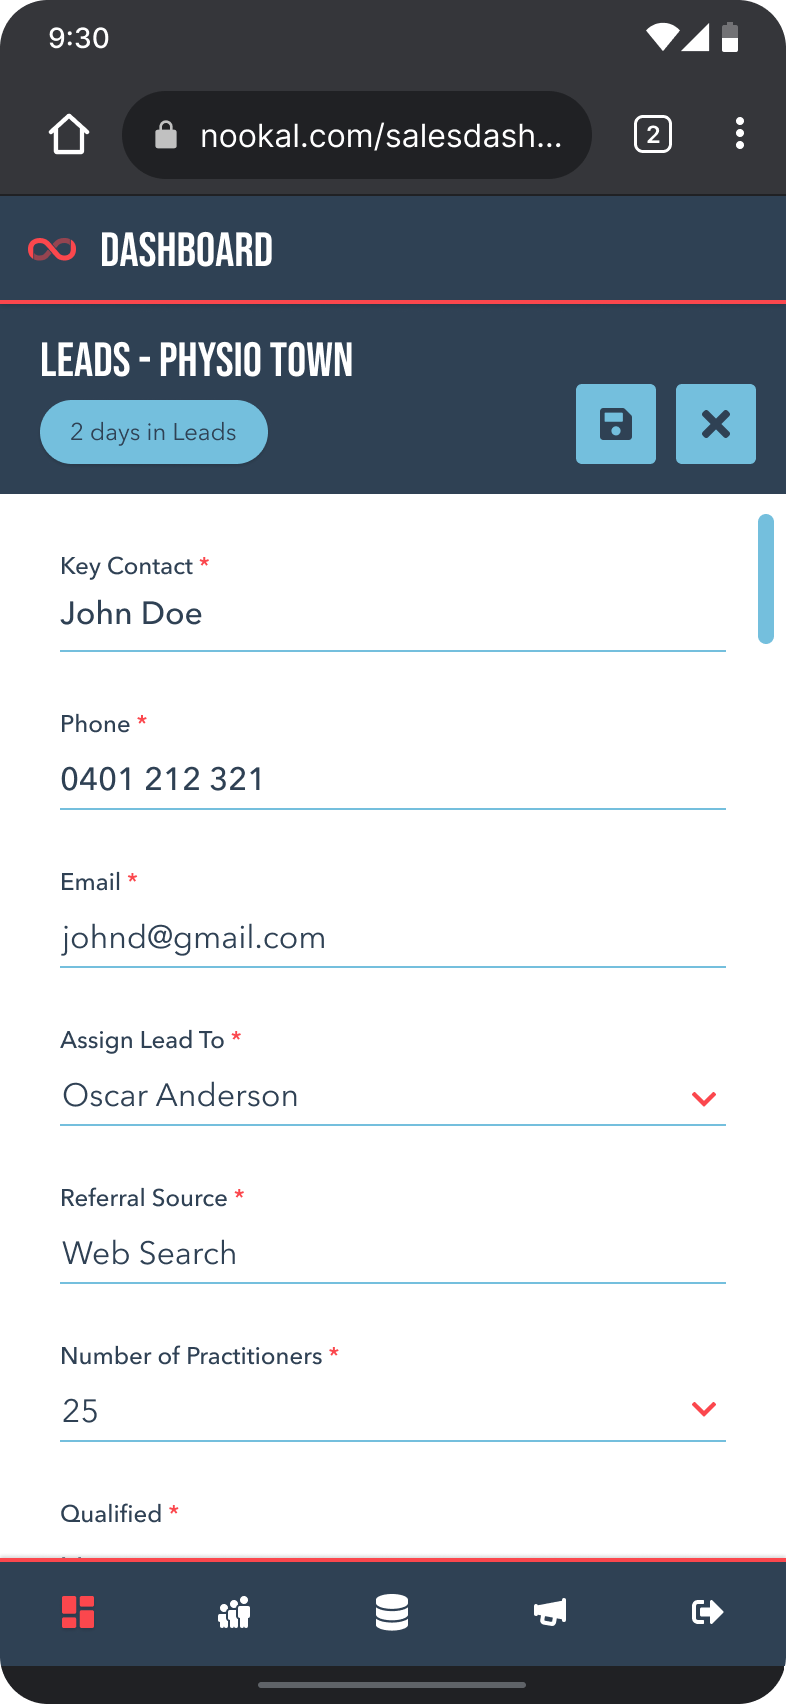 9:30
nookal.com/salesdash...
2
DASHBOARD
LEADS - PHYSIO TOWN
2 days in Leads
Key Contact *
John Doe
Phone *
0401 212 321
Email *
johnd@gmail.com
Assign Lead To *
Oscar Anderson
Referral Source *
Web Search
Number of Practitioners *
25
Qualified *